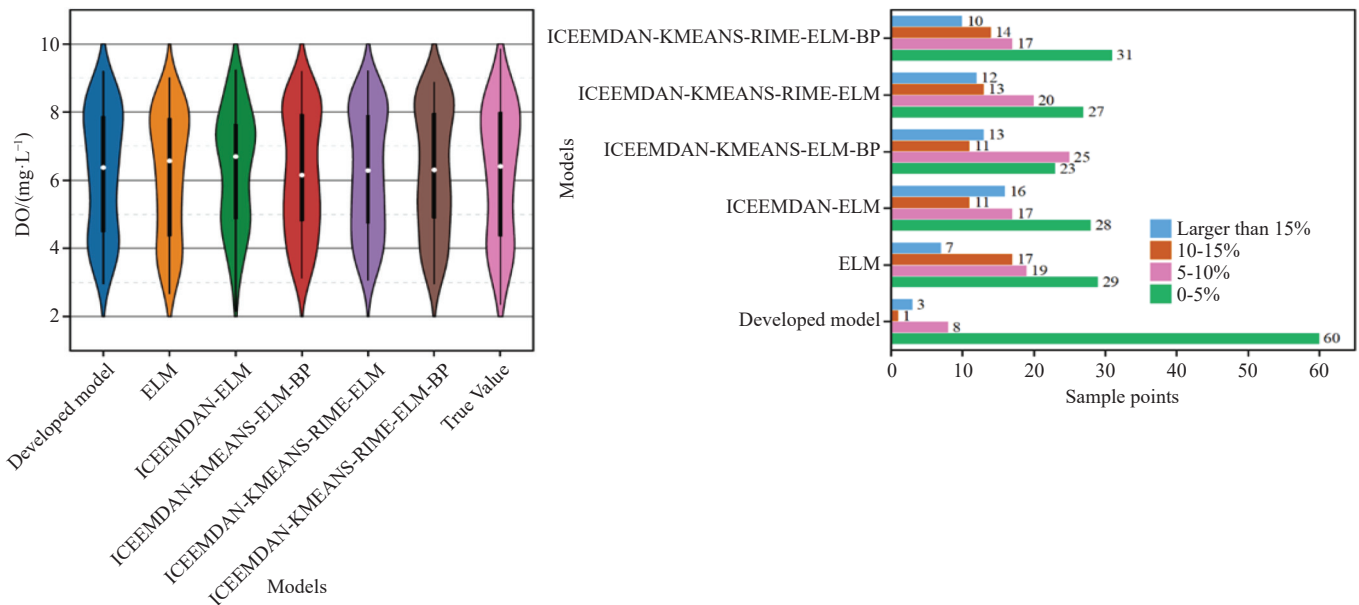 10
8
6
4
2
DO/(mg·L⁻¹)
Developed model
ELM
ICEEMDAN-ELM
ICEEMDAN-KMEANS-ELM-BP
ICEEMDAN-KMEANS-RIME-ELM
ICEEMDAN-KMEANS-RIME-ELM-BP
True Value
Models
Models
ICEEMDAN-KMEANS-RIME-ELM-BP
10
14
17
31
ICEEMDAN-KMEANS-RIME-ELM
12
13
20
27
ICEEMDAN-KMEANS-ELM-BP
13
11
25
23
ICEEMDAN-ELM
16
11
17
28
ELM
7
17
19
29
Developed model
3
1
8
60
Larger than 15%
10-15%
5-10%
0-5%
0 10 20 30 40 50 60
Sample points